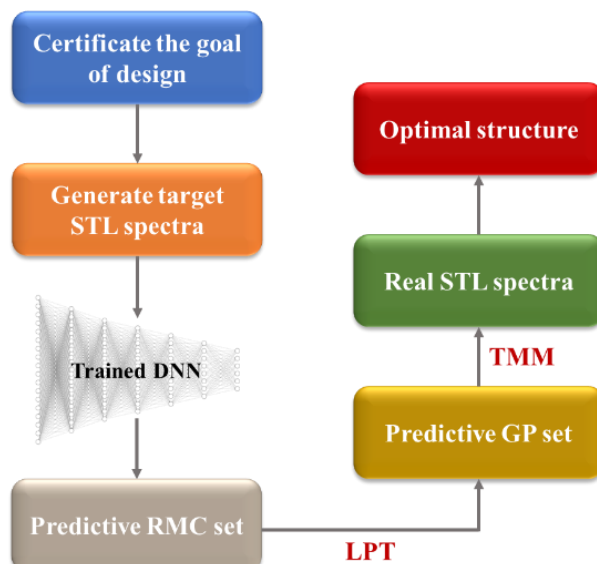 Certificate the goal
of design
Generate target
STL spectra
Trained DNN
Predictive RMC set
LPT
Predictive GP set
TMM
Real STL spectra
Optimal structure